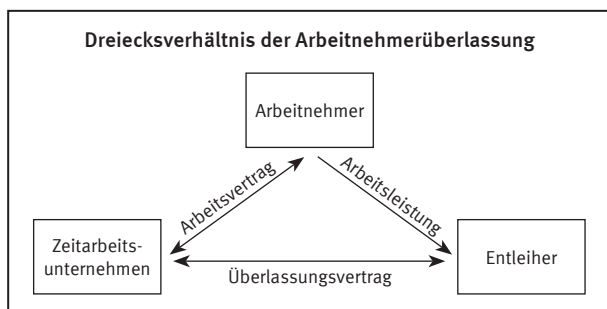 Dreiecksverhältnis der Arbeitnehmerüberlassung
Arbeitnehmer
Arbeitsvertrag
Arbeitsleistung
Zeitarbeits-
unternehmen
Überlassungsvertrag
Entleiher